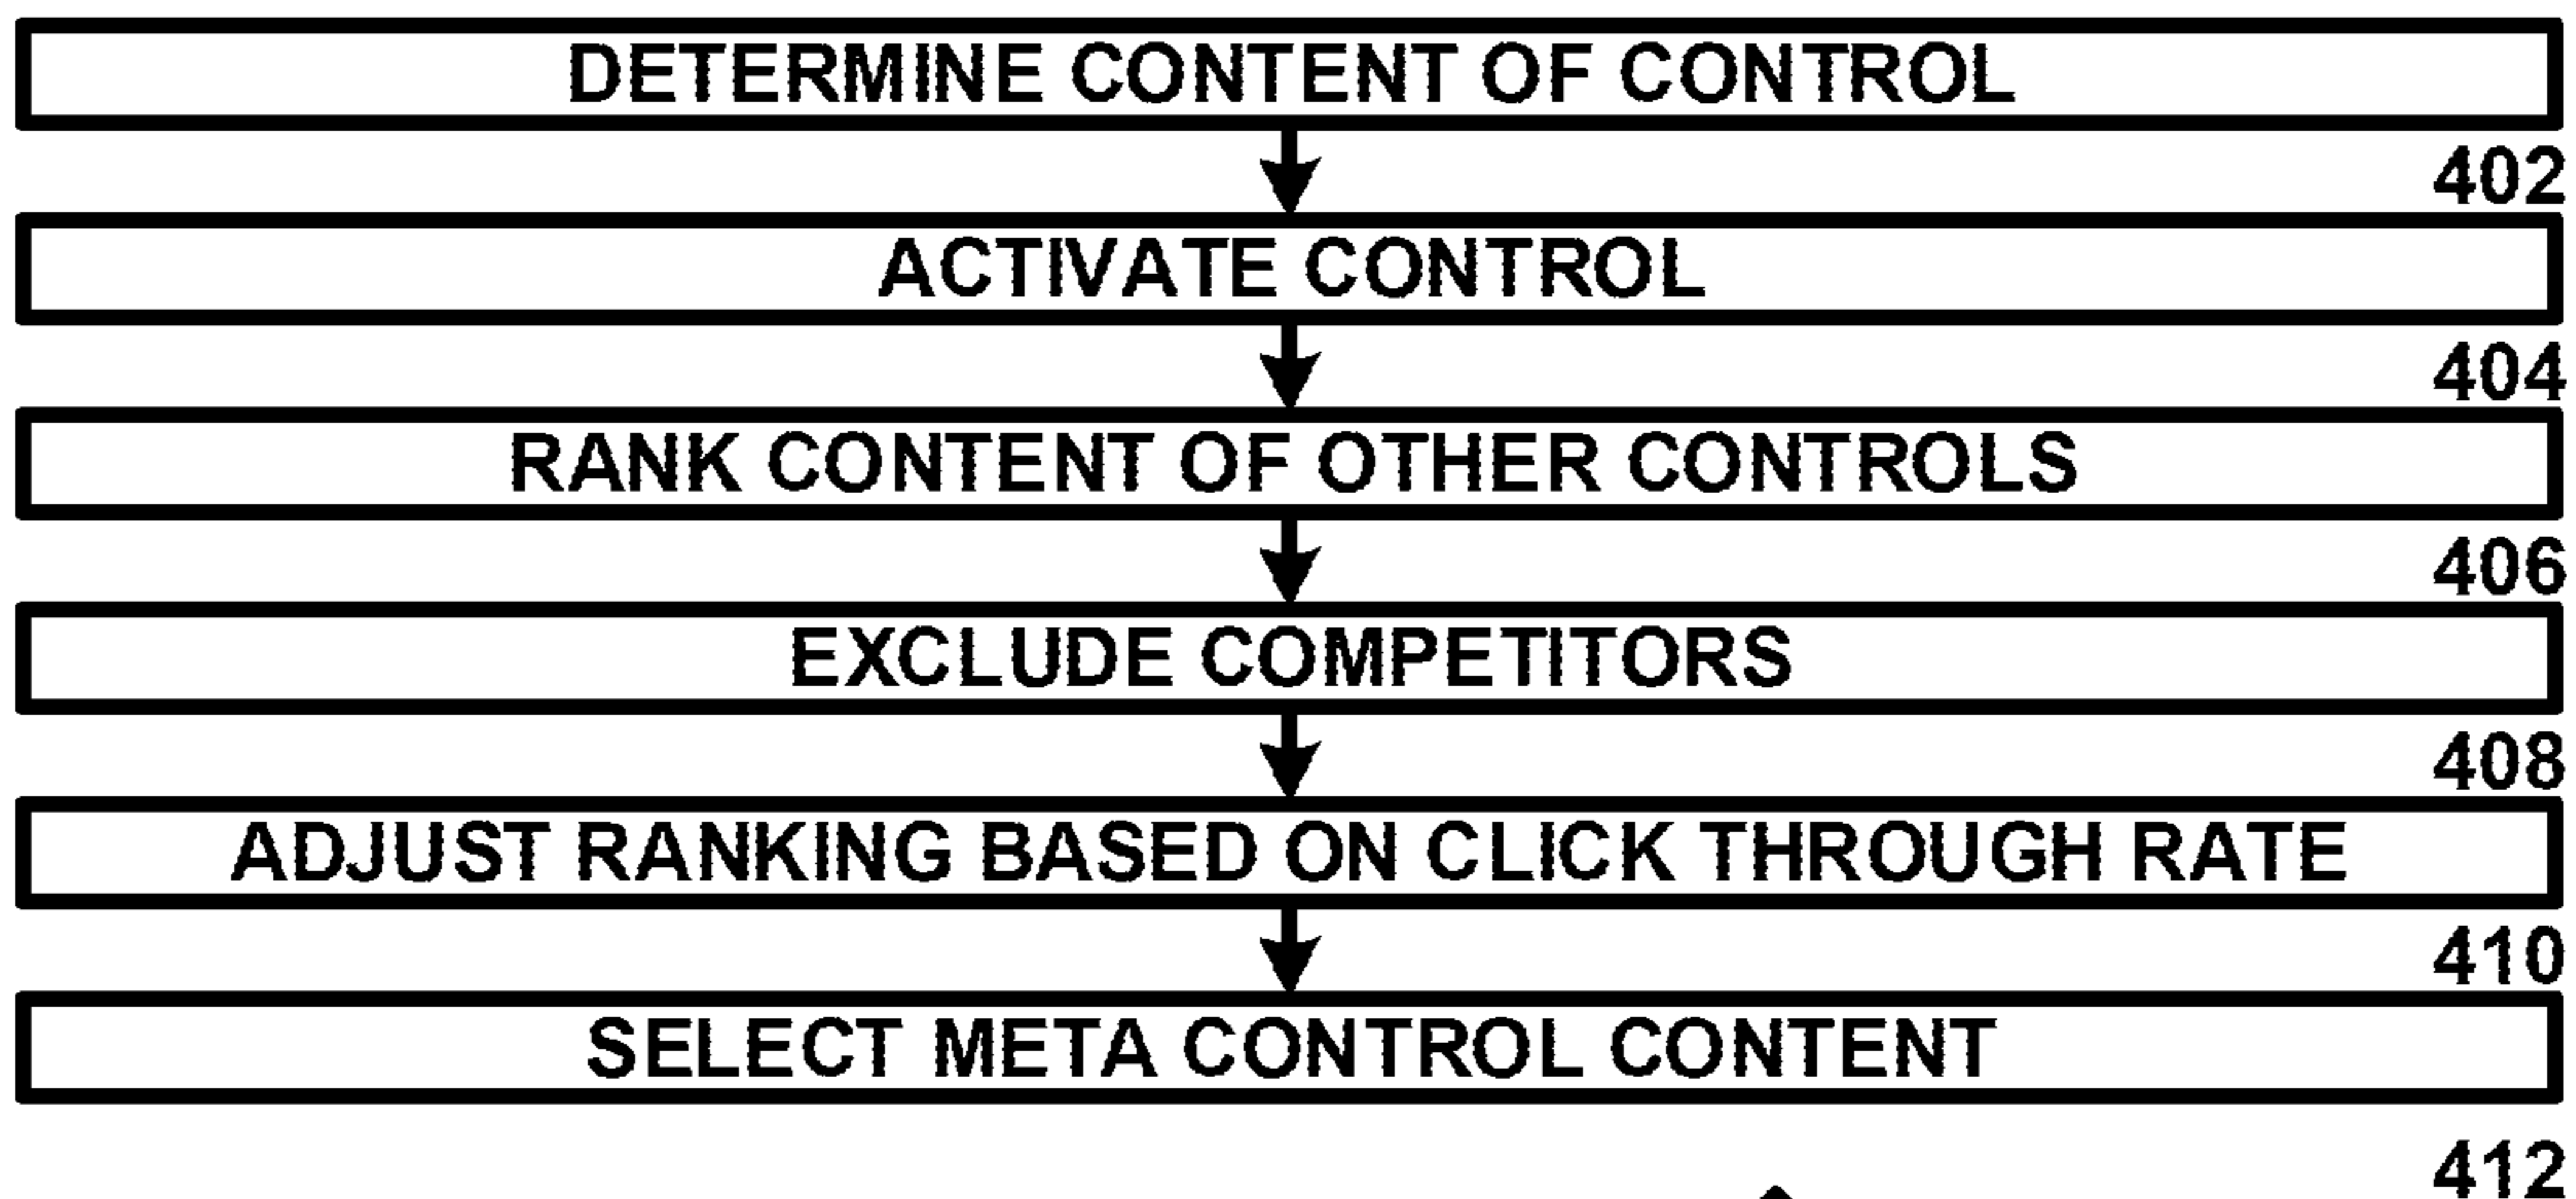 DETERMINE CONTENT OF CONTROL
402
ACTIVATE CONTROL
404
RANK CONTENT OF OTHER CONTROLS
406
EXCLUDE COMPETITORS
408
ADJUST RANKING BASED ON CLICK THROUGH RATE
410
SELECT META CONTROL CONTENT
412